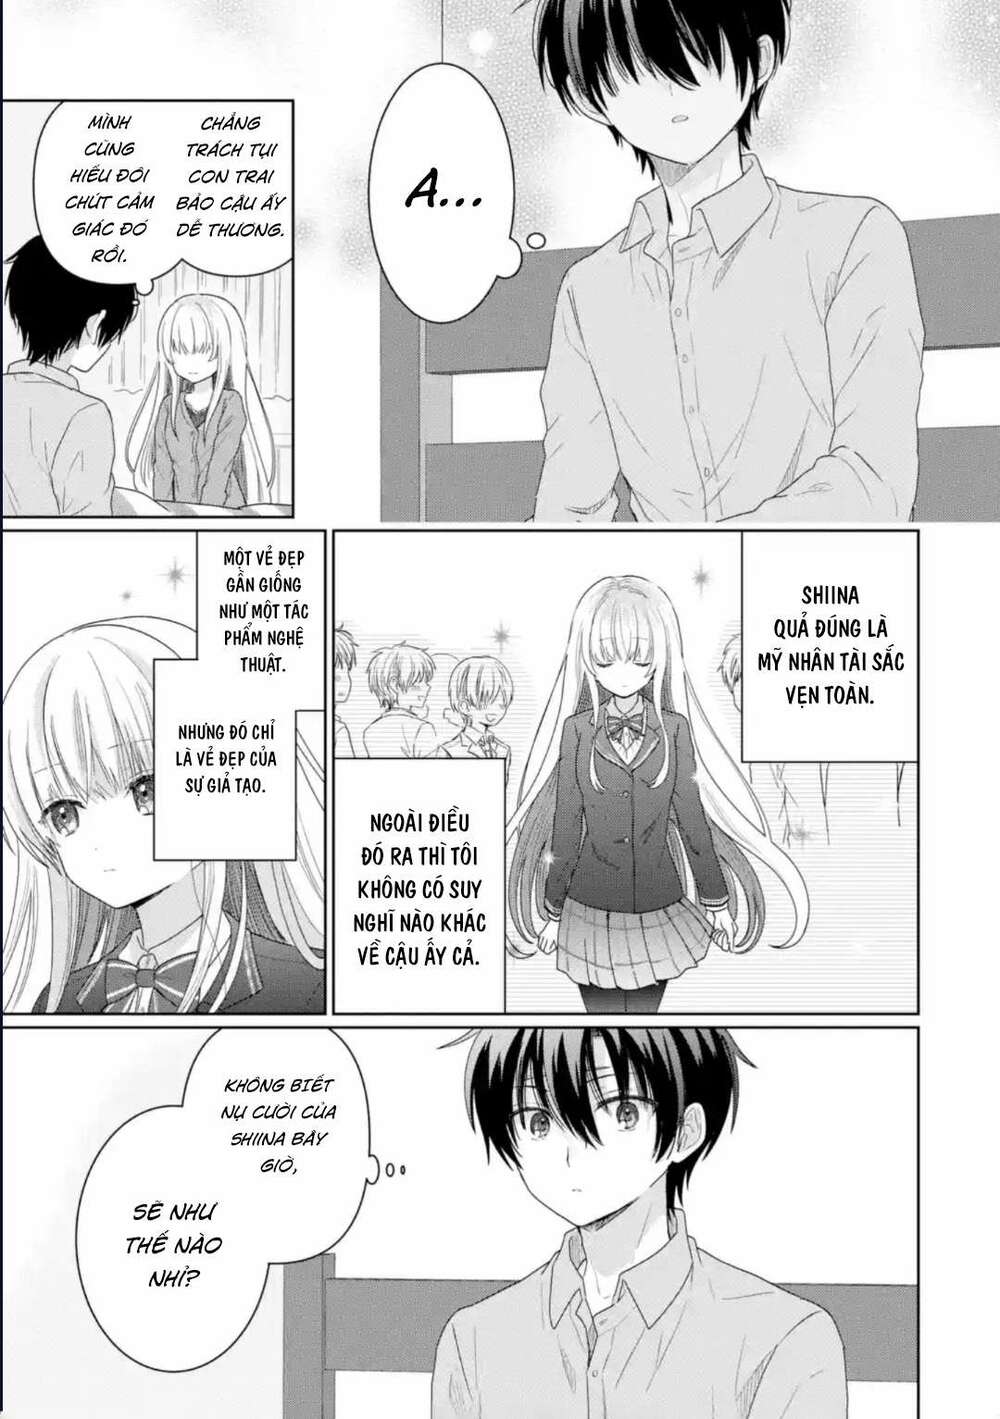 A...
CHẲNG
TRÁCH TỤI
CON TRAI
BẢO CẬU ẤY
DỄ THƯƠNG.
MÌNH
CŨNG
HIỂU ĐÔI
CHÚT CẢM
GIÁC ĐÓ
RỒI.
SHIINA
QUẢ ĐÚNG LÀ
MỸ NHÂN TÀI SẮC
VẸN TOÀN.
NGOÀI ĐIỀU
ĐÓ RA THÌ TÔI
KHÔNG CÓ SUY
NGHĨ NÀO KHÁC
VỀ CẬU ẤY CẢ.
MỘT VẺ ĐẸP
GẦN GIỐNG
NHƯ MỘT TÁC
PHẨM NGHỆ
THUẬT.
NHƯNG ĐÓ CHỈ
LÀ VẺ ĐẸP CỦA
SỰ GIẢ TẠO.
KHÔNG BIẾT
NỤ CƯỜI CỦA
SHIINA BÂY
GIỜ,
SẼ NHƯ
THẾ NÀO
NHỈ?